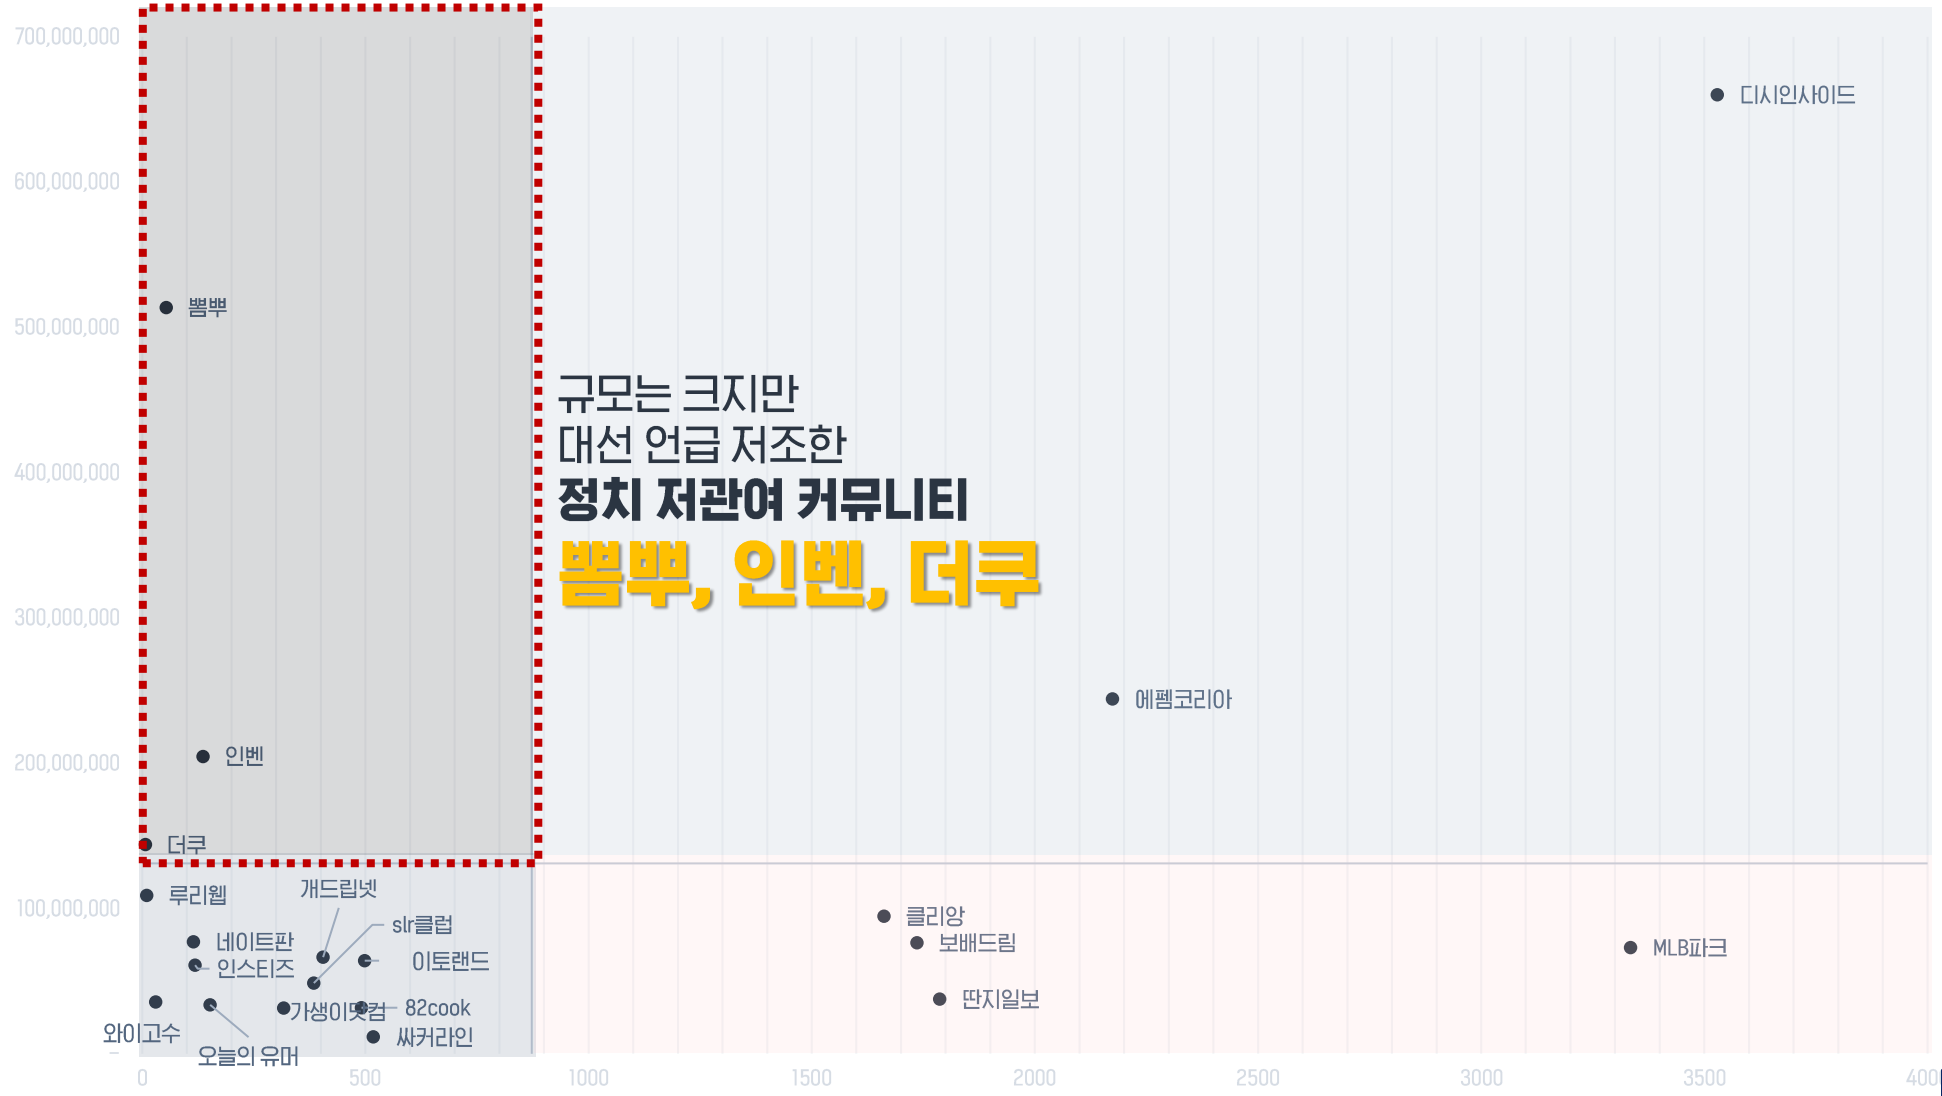 700,000,000
디시인사이드
600,000,000
뽐뿌
500,000,000
규모는 크지만
대선 언급 저조한
정치 저관여 커뮤니티
뽐뿌, 인벤, 더쿠
400,000,000
300,000,000
에펨코리아
인벤
200,000,000
더쿠
루리웹
개드립넷
100,000,000
slr클럽
클리앙
네이트판
보배드림
MLB파크
이토랜드
인스티즈
가생이닷컴
82cook
딴지일보
와이고수
싸커라인
오늘의 유머
–
0
500
1000
1500
2000
2500
3000
3500
400